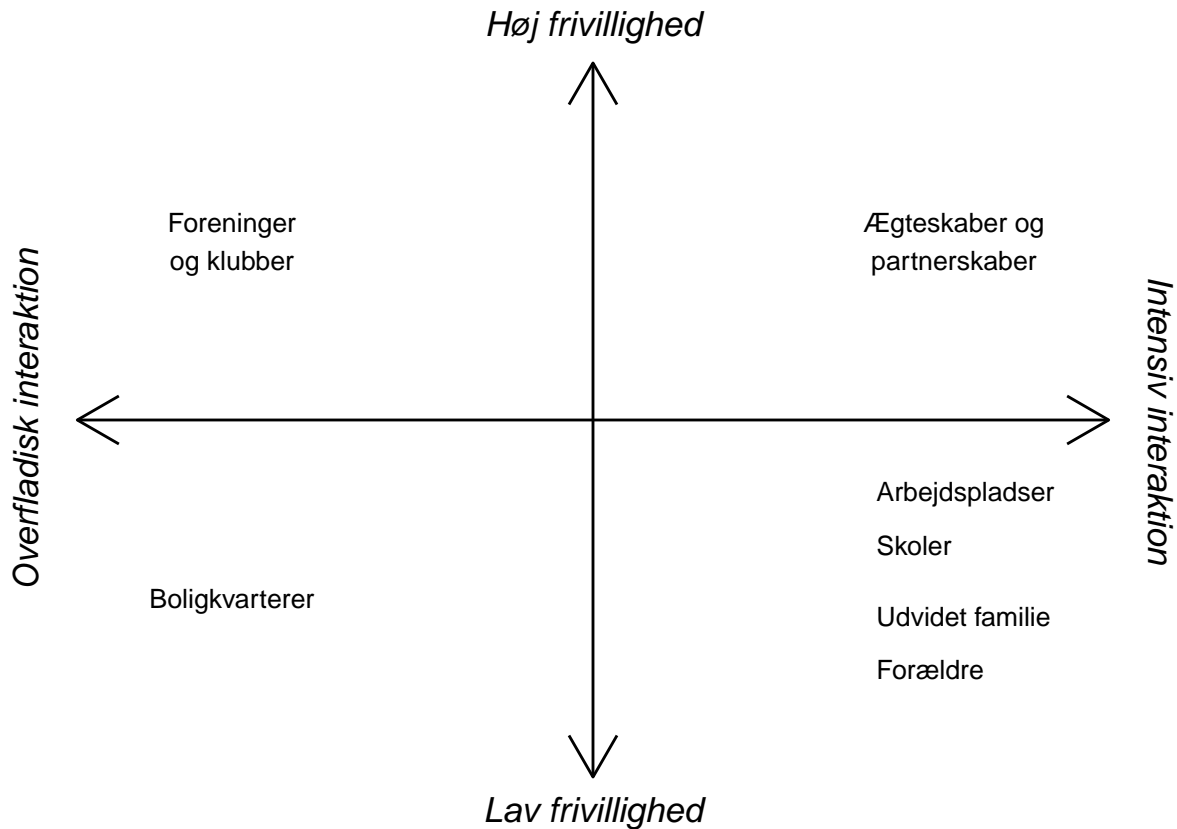 Høj frivillighed
Foreninger
og klubber
Ægteskaber og
partnerskaber
Overfladisk interaktion
Intensiv interaktion
Arbejdspladser
Skoler
Boligkvarterer
Udvidet familie
Forældre
Lav frivillighed